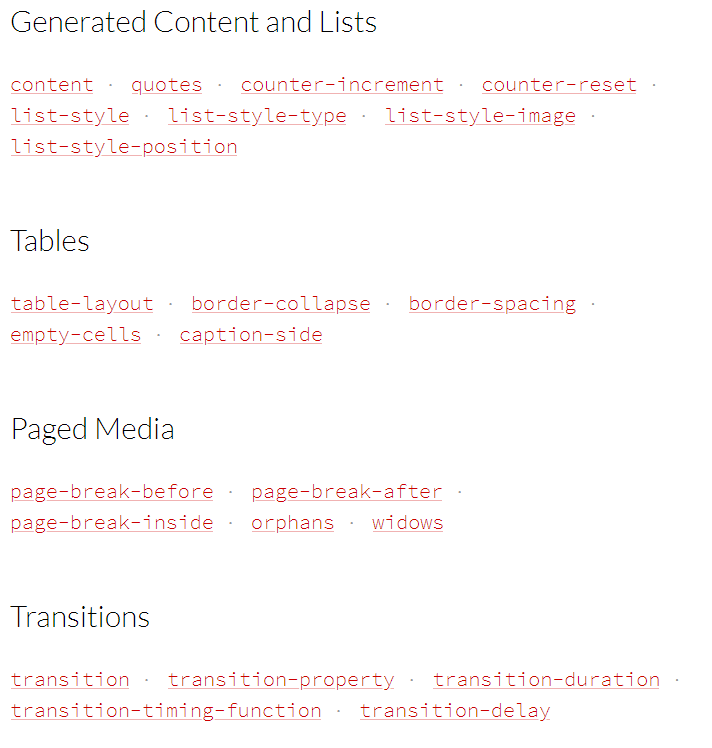 Generated Content and Lists
content · quotes · counter-increment · counter-reset ·
list-style · list-style-type · list-style-image ·
list-style-position
Tables
table-layout · border-collapse · border-spacing ·
empty-cells · caption-side
Paged Media
page-break-before · page-break-after ·
page-break-inside · orphans · widows
Transitions
transition · transition-property · transition-duration ·
transition-timing-function · transition-delay